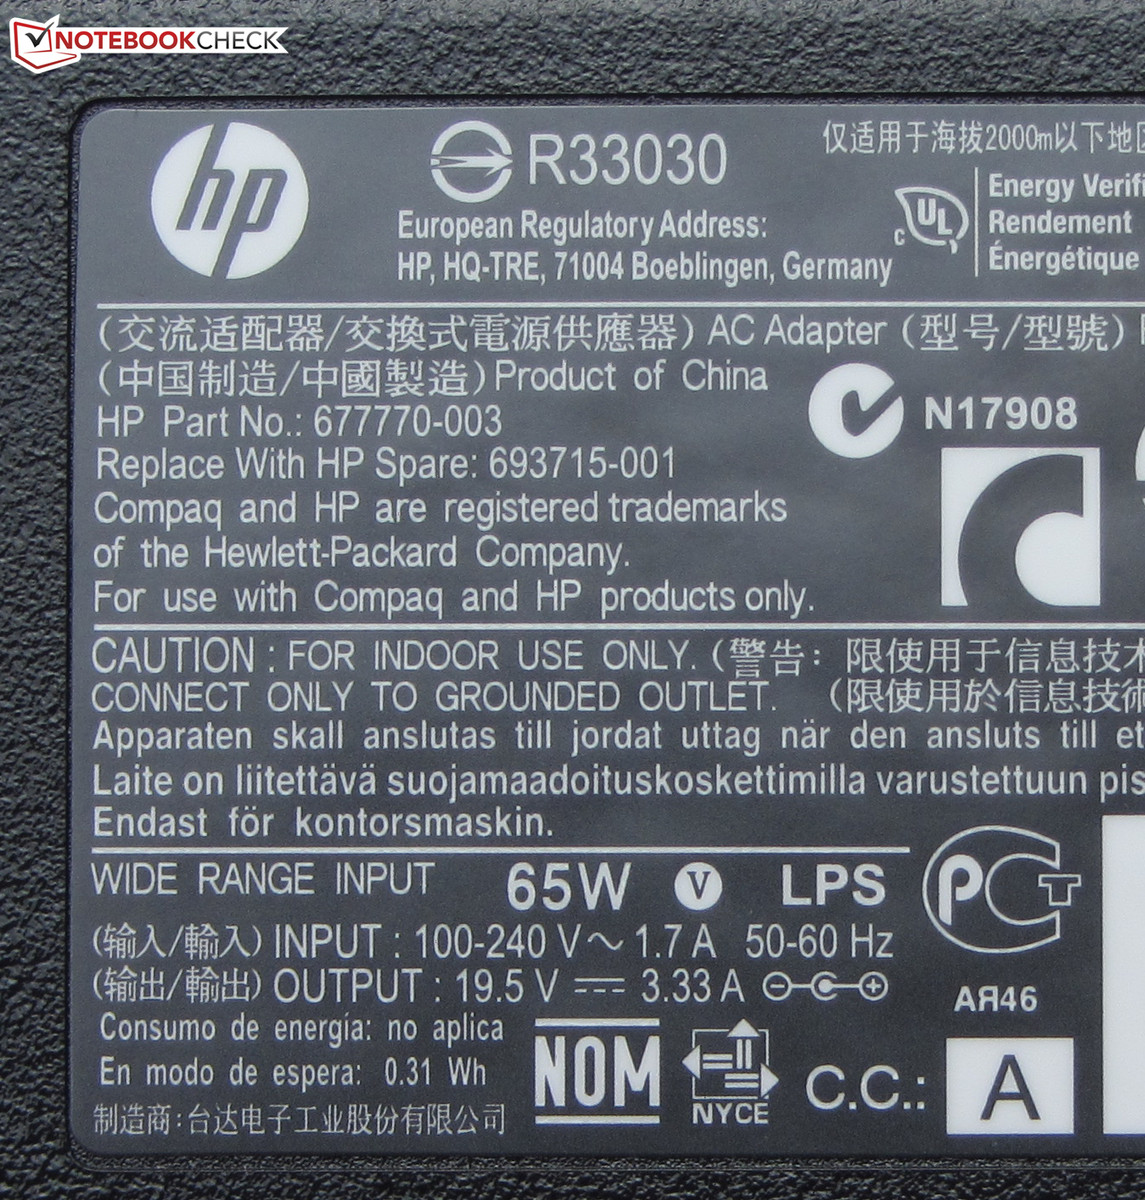 NOTEBOOKCHECK
hp
R33030
European Regulatory Address:
HP, HQ-TRE, 71004 Boeblingen, Germany
仅适用于海拔2000m以下地
c UL
Energy
Rendement
Énergétique
(交流适配器/交換式電源供應器) AC Adapter (型号/型號)
(中国制造/中國製造) Product of China
HP Part No.: 677770-003
N17908
Replace With HP Spare: 693715-001
Compaq and HP are registered trademarks
of the Hewlett-Packard Company.
For use with Compaq and HP products only.
CAUTION : FOR INDOOR USE ONLY. (警告: 限使用于信息技
CONNECT ONLY TO GROUNDED OUTLET. (限使用於信息技術
Apparaten skall anslutas till jordat uttag när den ansluts till
Laite on liitettävä suojamaadoituskoskettimilla varustettuun
Endast för kontorsmaskin.
WIDE RANGE INPUT 65W V LPS
PCT
(输入/輸入) INPUT : 100-240 V~ 1.7 A 50-60 Hz
(输出/輸出) OUTPUT : 19.5 V 3.33 A
АЯ46
Consumo de energía: no aplica
En modo de espera: 0.31 Wh
NOM
NYCE
C.C.: A
制造商:台达电子工业股份有限公司